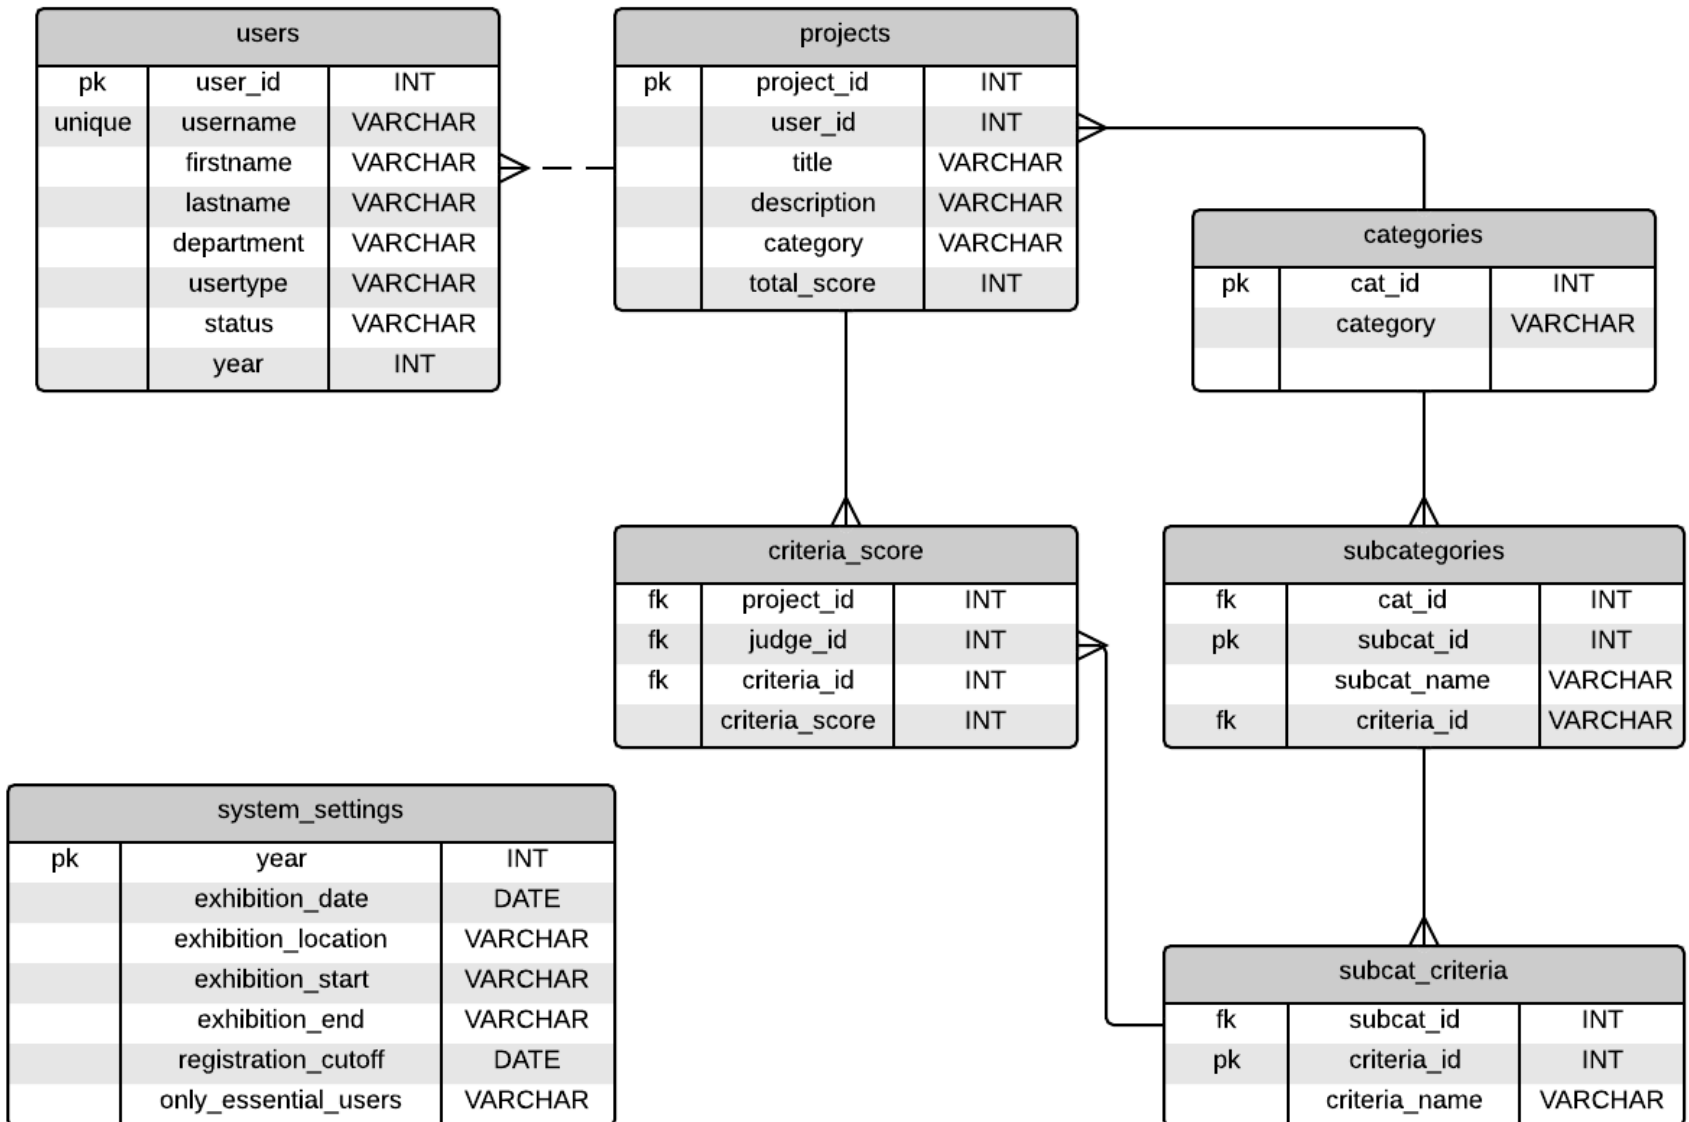 users
pk user_id INT
unique username VARCHAR
firstname VARCHAR
lastname VARCHAR
department VARCHAR
usertype VARCHAR
status VARCHAR
year INT
projects
pk project_id INT
user_id INT
title VARCHAR
description VARCHAR
category VARCHAR
total_score INT
categories
pk cat_id INT
category VARCHAR
criteria_score
fk project_id INT
fk judge_id INT
fk criteria_id INT
criteria_score INT
subcategories
fk cat_id INT
pk subcat_id INT
subcat_name VARCHAR
fk criteria_id VARCHAR
system_settings
pk year INT
exhibition_date DATE
exhibition_location VARCHAR
exhibition_start VARCHAR
exhibition_end VARCHAR
registration_cutoff DATE
only_essential_users VARCHAR
subcat_criteria
fk subcat_id INT
pk criteria_id INT
criteria_name VARCHAR